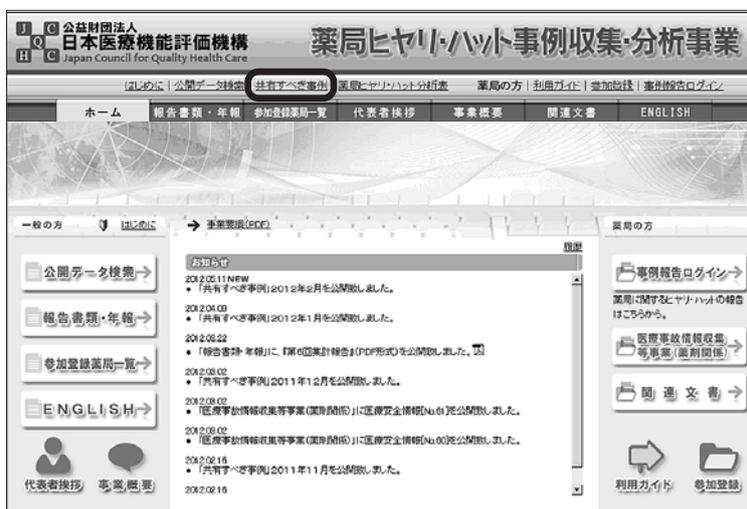 J Q C H
公益財団法人
日本医療機能評価機構
Japan Council for Quality Health Care
薬局ヒヤリ・ハット事例収集・分析事業
はじめに | 公開データ検索 | 共有すべき事例 | 薬局ヒヤリ・ハット分析表 薬局の方 | 利用ガイド | 参加登録 | 事例報告ログイン
ホーム 報告書類・年報 参加登録薬局一覧 代表者挨拶 事業概要 関連文書 ENGLISH
一般の方 はじめに
事業要領(PDF)
薬局の方
履歴
お知らせ
2012.05.11 NEW
「共有すべき事例」2012年2月を公開致しました。
2012.04.09
「共有すべき事例」2012年1月を公開致しました。
「報告書類・年報」に、『第6回集計報告』(PDF形式)を公開致しました。
「共有すべき事例」2011年12月を公開致しました。
「医療事故情報収集等事業(薬剤関係)」に医療安全情報[No.61]を公開致しました。
「医療事故情報収集等事業(薬剤関係)」に医療安全情報[No.60]を公開致しました。
2012.02.16
「共有すべき事例」2011年11月を公開致しました。
2012.02.16
公開データ検索
報告書類・年報
参加登録薬局一覧
ENGLISH
代表者挨拶 事業概要
事例報告ログイン
薬局に関するヒヤリ・ハットの報告
はこちらから。
医療事故情報収集
等事業(薬剤関係)
関連文書
利用ガイド 参加登録